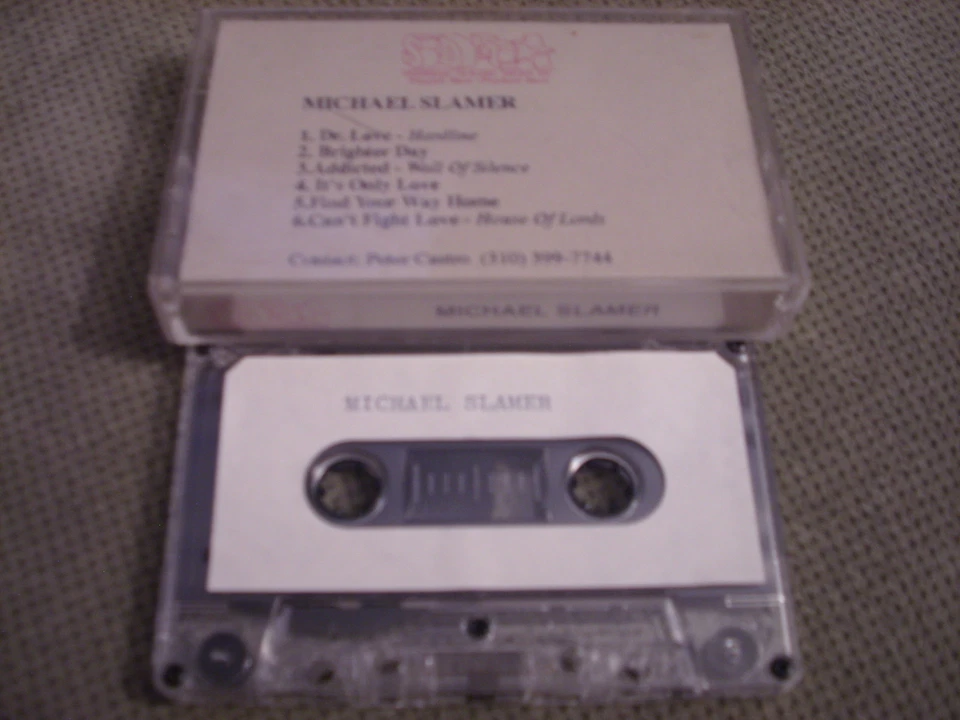 MICHAEL SLAMER
1. Dr. Love - Hardline
2. Brighter Day
3.Addicted - Wall Of Silence
4. It's Only Love
5.Find Your Way Home
6.Can't Fight Love - House Of Lords
Contact: Peter Castro (310) 399-7744
MICHAEL SLAMER
MICHAEL SLAMER